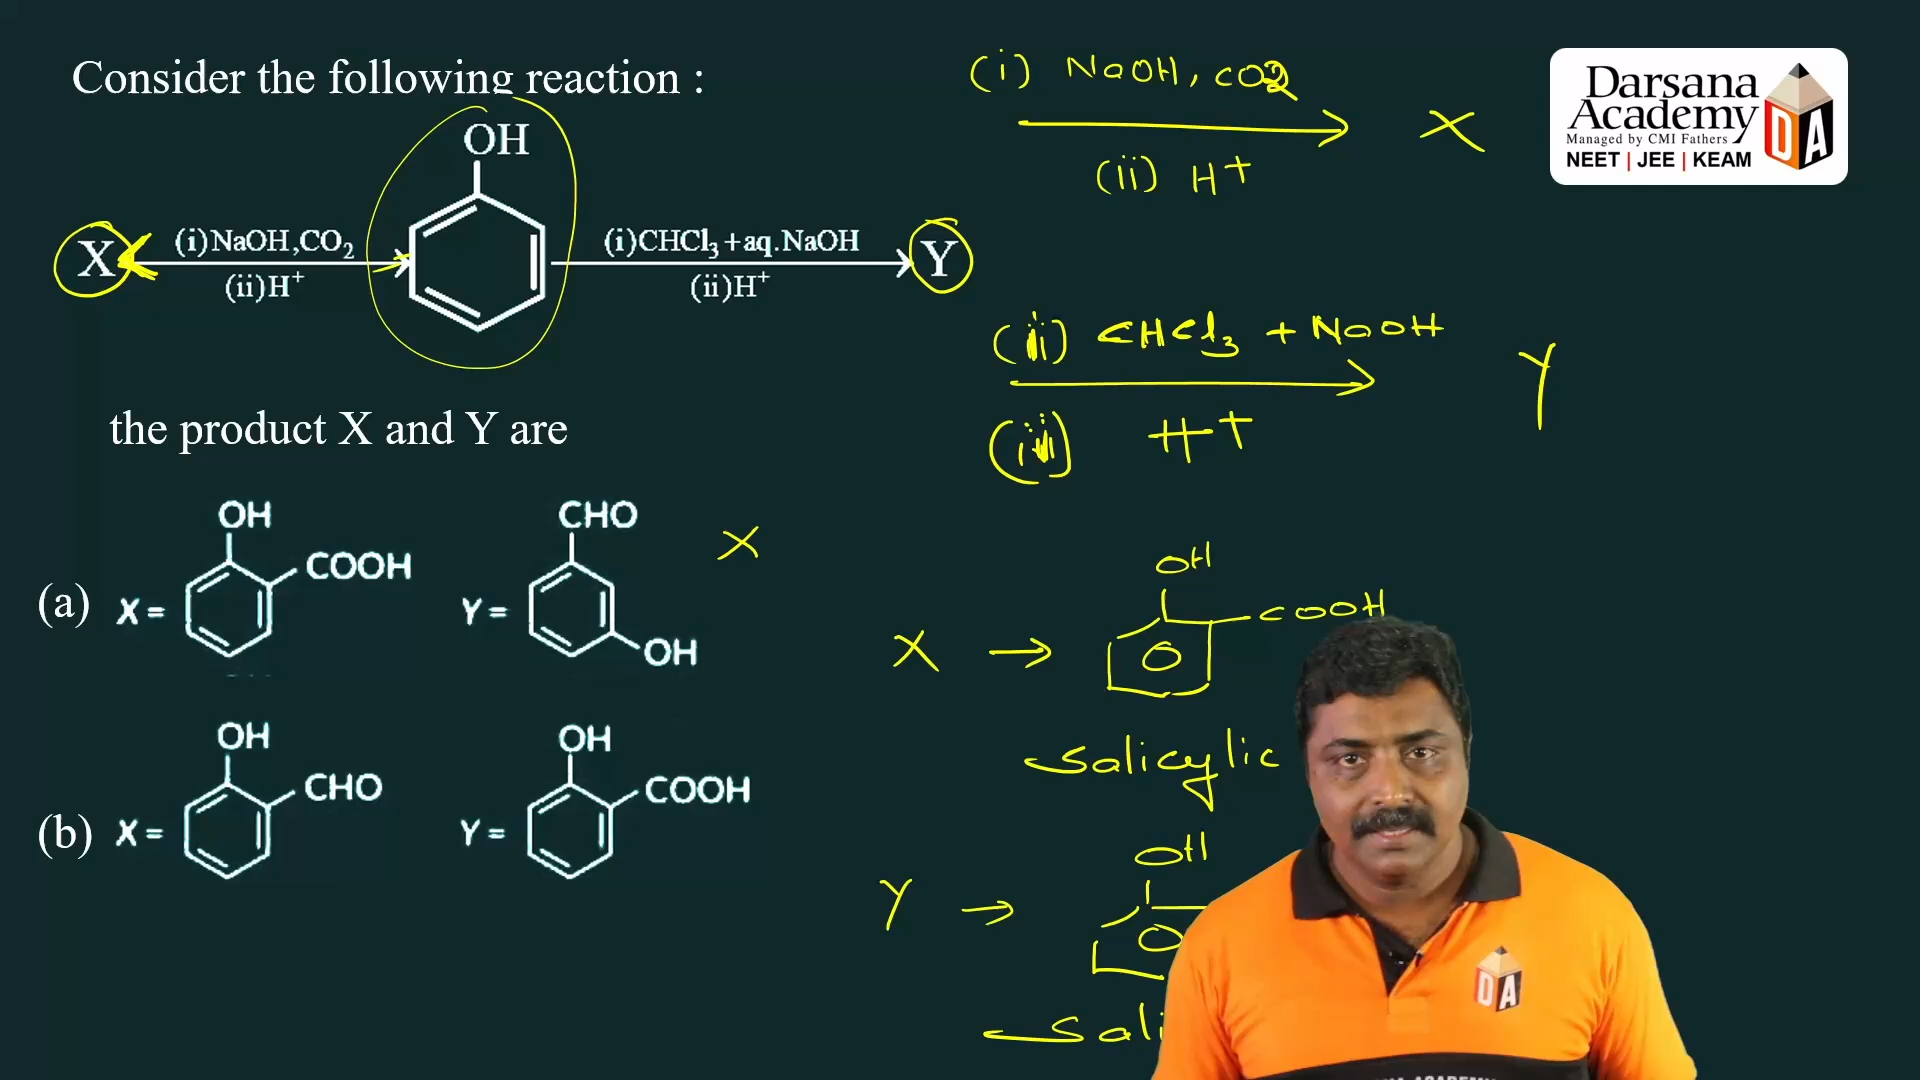 Consider the following reaction :
OH
X (i)NaOH,CO₂ (ii)H⁺
(i)CHCl₃+aq.NaOH (ii)H⁺ Y
the product X and Y are
(a) X = OH COOH Y = CHO OH X
(b) X = OH CHO Y = OH COOH
(i) NaOH, CO2
(ii) H+
X
(ii) CHCl3 + NaOH
(iii) H+
Y
X → OH COOH
Salicylic
Y → OH
Darsana
Academy
Managed by CMI Fathers
NEET | JEE | KEAM
DA
DA